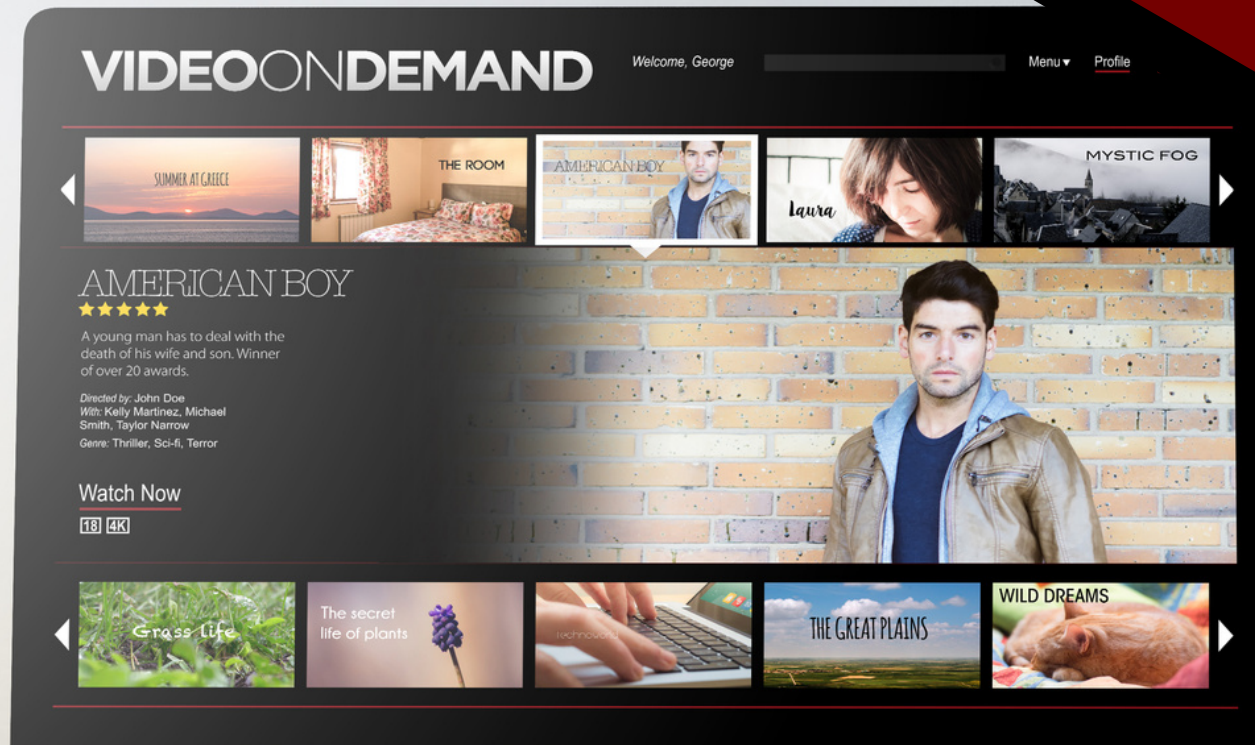 VIDEOONDEMAND
Welcome, George
Menu
Profile
SUMMER AT GREECE
THE ROOM
AMERICAN BOY
Laura
MYSTIC FOG
AMERICAN BOY
A young man has to deal with the
death of his wife and son. Winner
of over 20 awards.
Directed by: John Doe
With: Kelly Martinez, Michael
Smith, Taylor Narrow
Genre: Thriller, Sci-fi, Terror
Watch Now
18 4K
Grass life
The secret
life of plants
Technoworld
THE GREAT PLAINS
WILD DREAMS